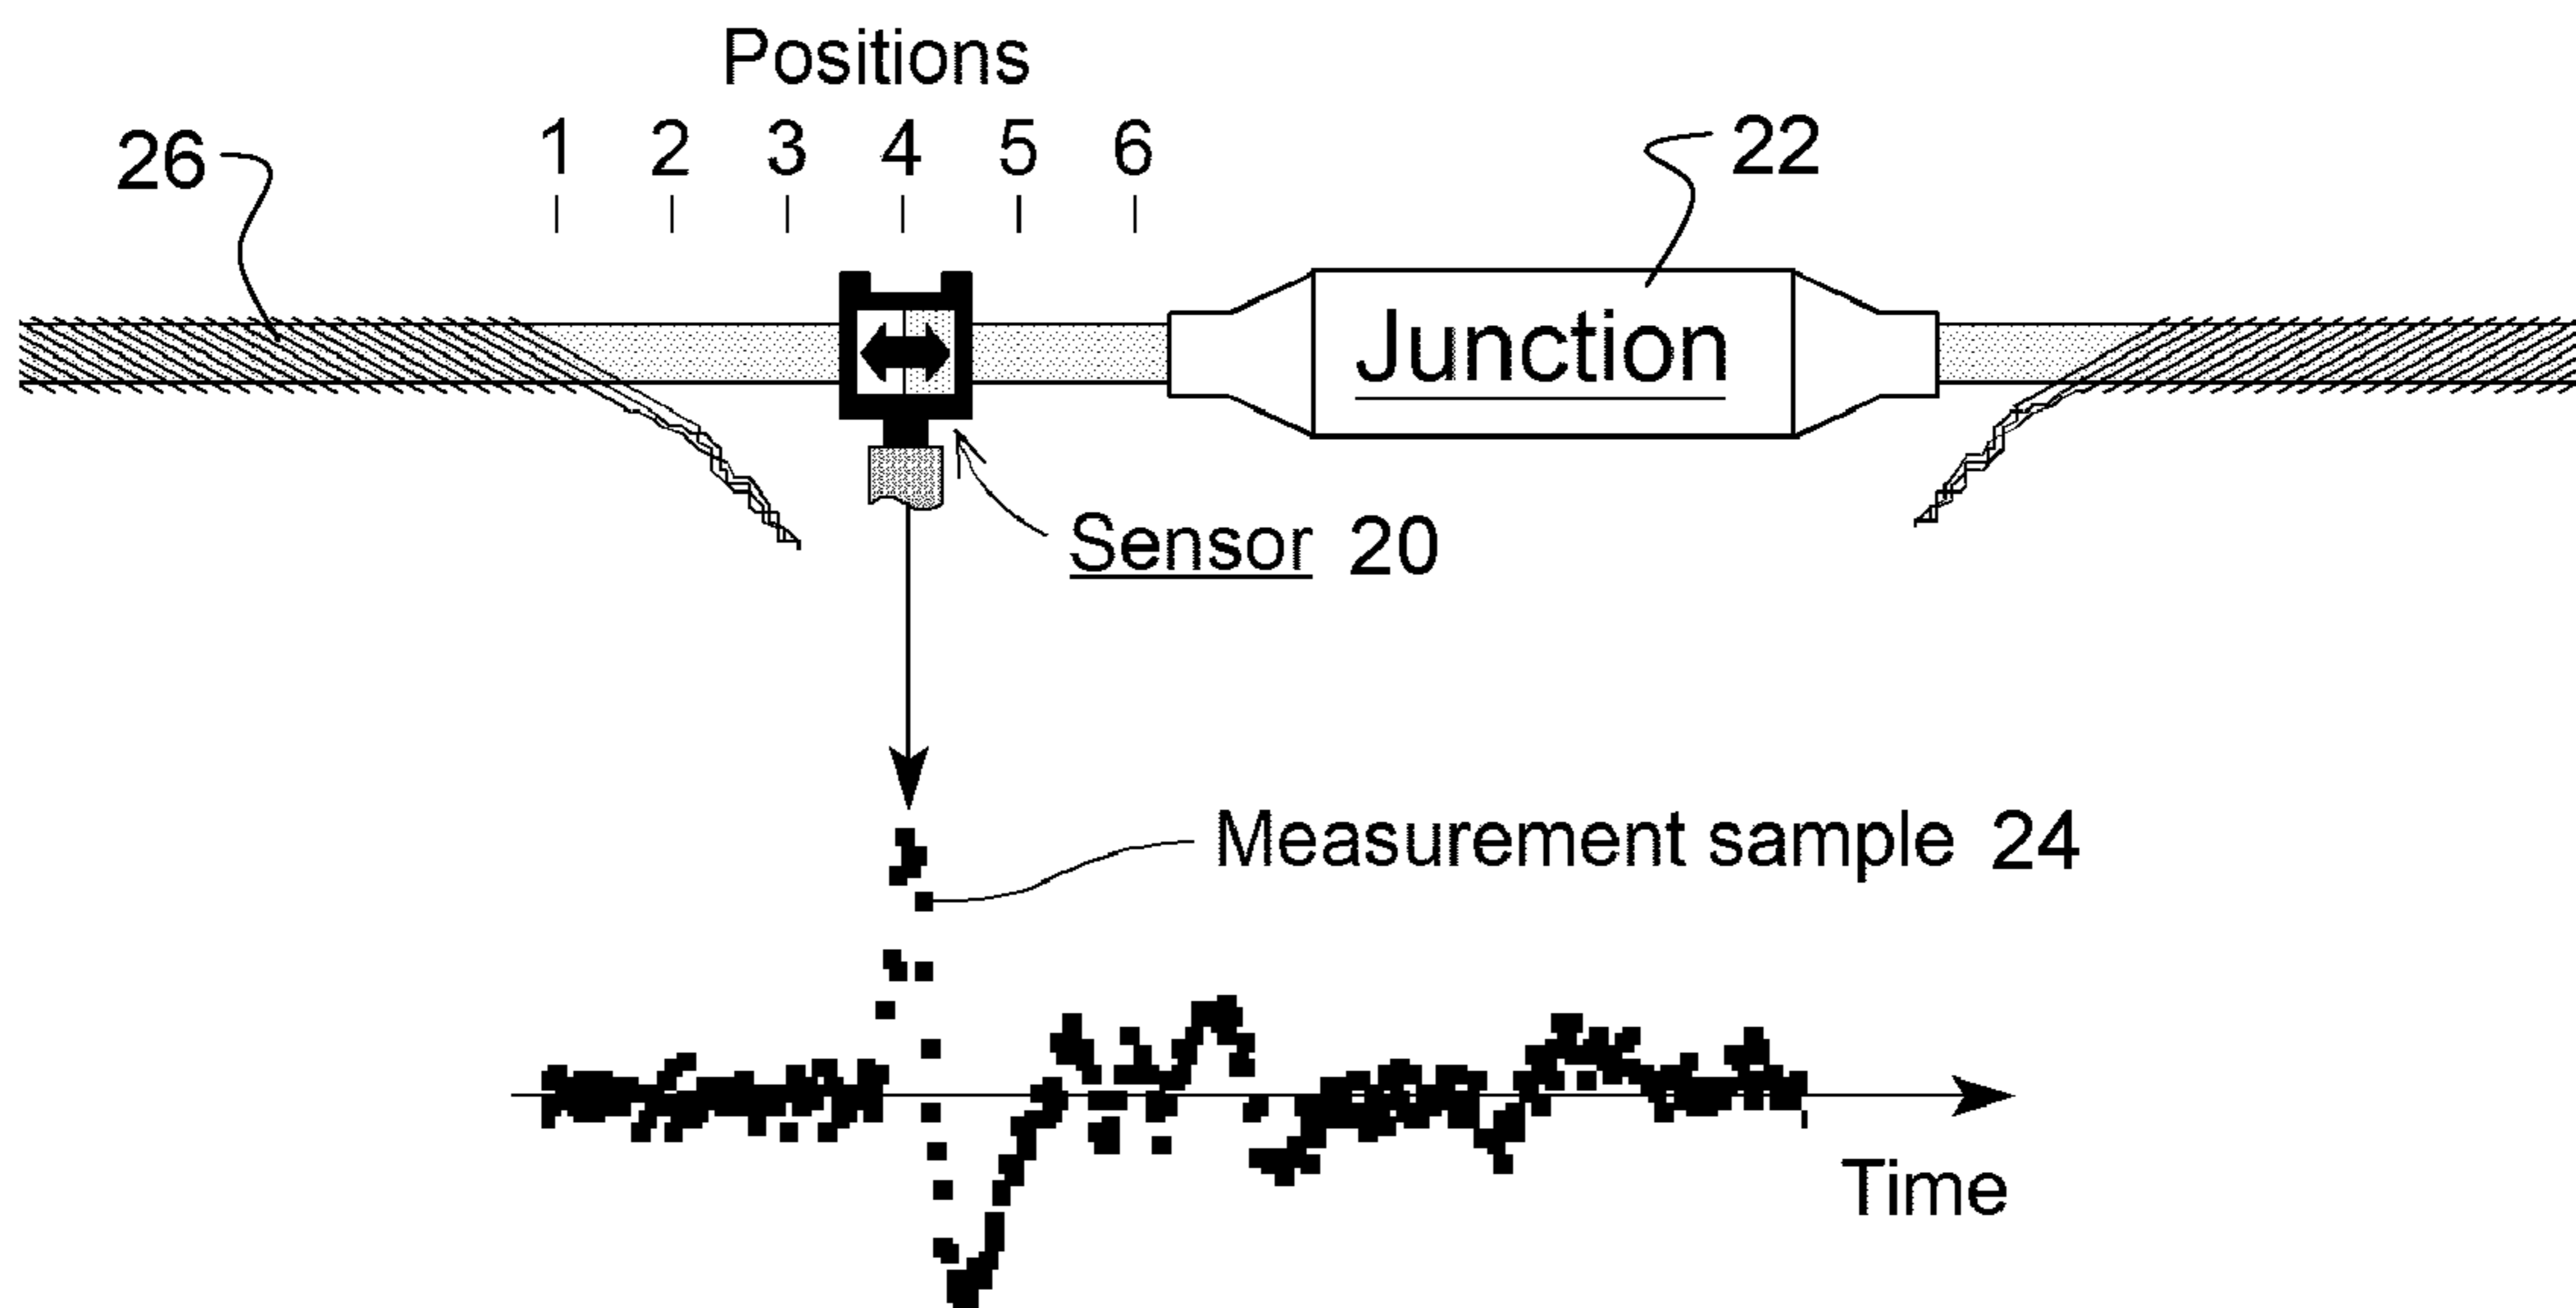 Positions
1 2 3 4 5 6
26
22
Junction
Sensor 20
Measurement sample 24
Time